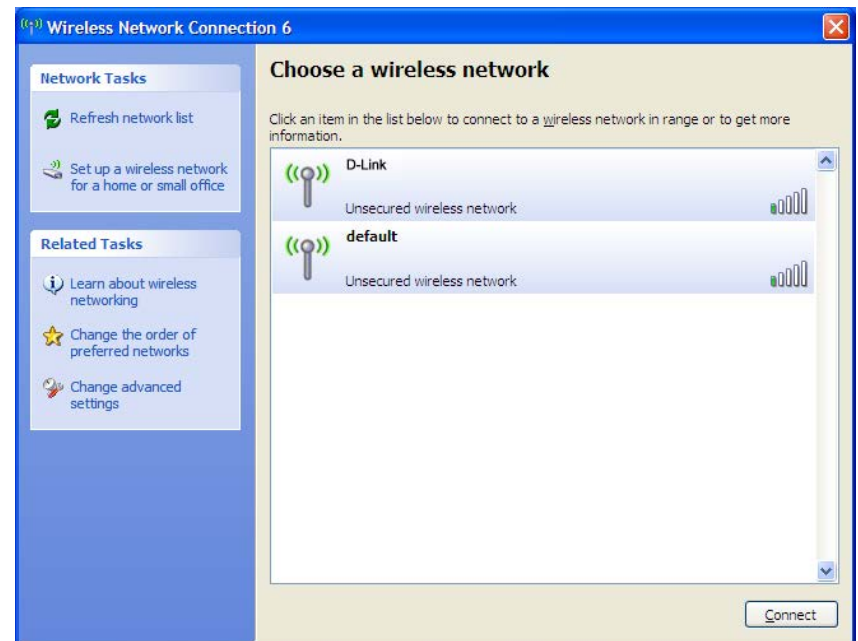 Wireless Network Connection 6
Network Tasks
Refresh network list
Set up a wireless network
for a home or small office
Related Tasks
Learn about wireless
networking
Change the order of
preferred networks
Change advanced
settings
Choose a wireless network
Click an item in the list below to connect to a wireless network in range or to get more
information.
D-Link
Unsecured wireless network
default
Unsecured wireless network
Connect